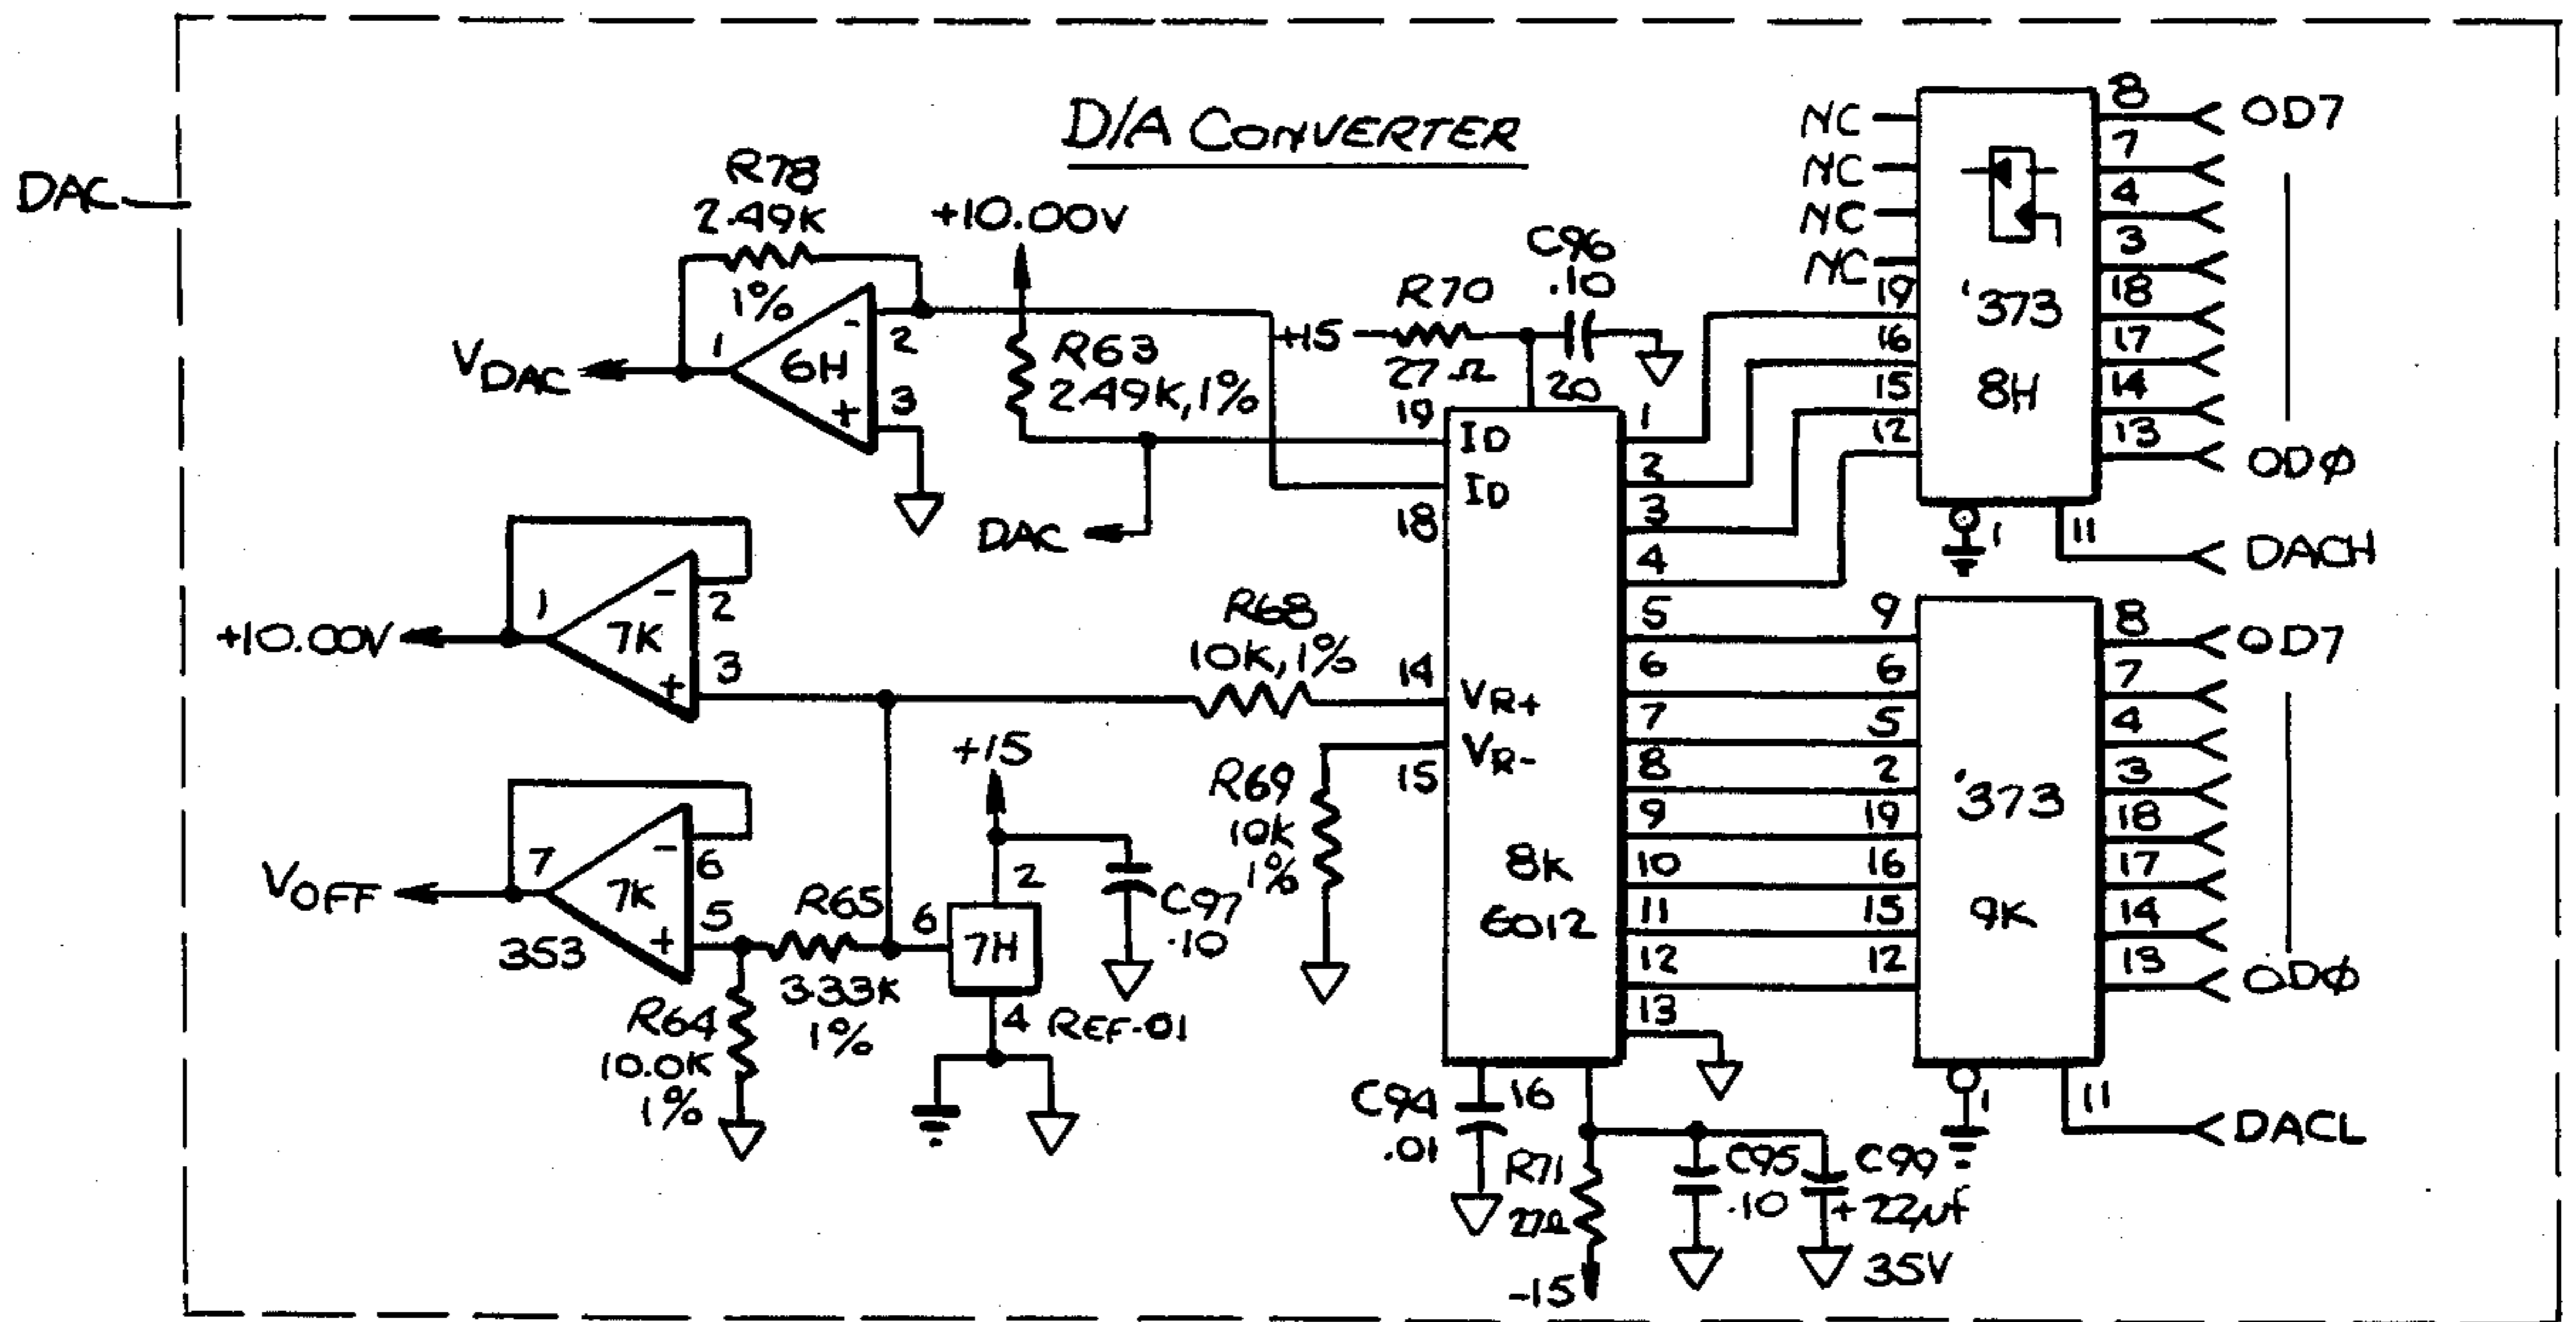 D/A CONVERTER
DAC
R78
2.49K
1%
+10.00V
VDAC
1
6H
-
2
+
3
R63
2.49K, 1%
DAC
+15
R70
27 Ω
C96
.10
20
19
ID
ID
18
1
2
3
4
5
6
7
8
9
10
11
12
13
NC
NC
NC
NC
19
16
15
12
'373
8H
8
7
4
3
18
17
14
13
OD7
ODØ
1
11
DACH
+10.00V
1
7K
-
2
+
3
R68
10K, 1%
14
VR+
VR-
15
R69
10K
1%
8K
6012
9
6
5
2
19
16
15
12
'373
9K
8
7
4
3
18
17
14
13
OD7
ODØ
1
11
DACL
VOFF
7
7K
353
-
6
+
5
R65
3.33K
1%
R64
10.0K
1%
+15
2
6
7H
4
REF-01
C97
.10
C94
.01
16
R71
27Ω
-15
C95
.10
C99
+ 22µf
35V